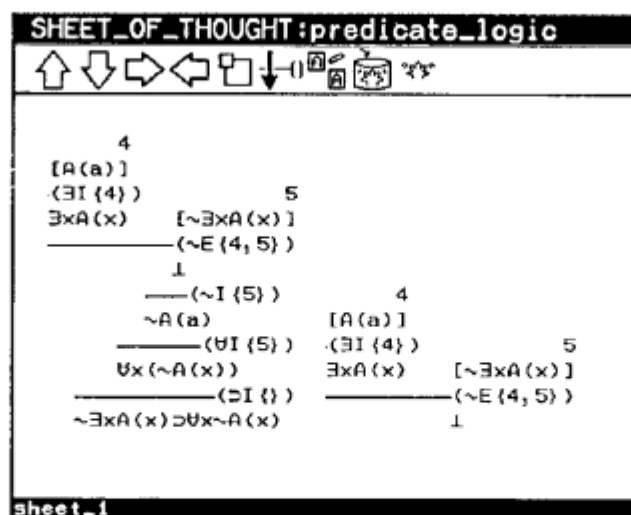 SHEET_OF_THOUGHT:predicate_logic
4
[A(a)]
(∃I{4}) 5
∃xA(x) [~∃xA(x)]
(~E{4,5})
⊥
(~I{5}) 4
~A(a) [A(a)]
(∀I{5}) (∃I{4}) 5
∀x(~A(x)) ∃xA(x) [~∃xA(x)]
(⊃I{}) (~E{4,5})
~∃xA(x)⊃∀x~A(x) ⊥
sheet_1